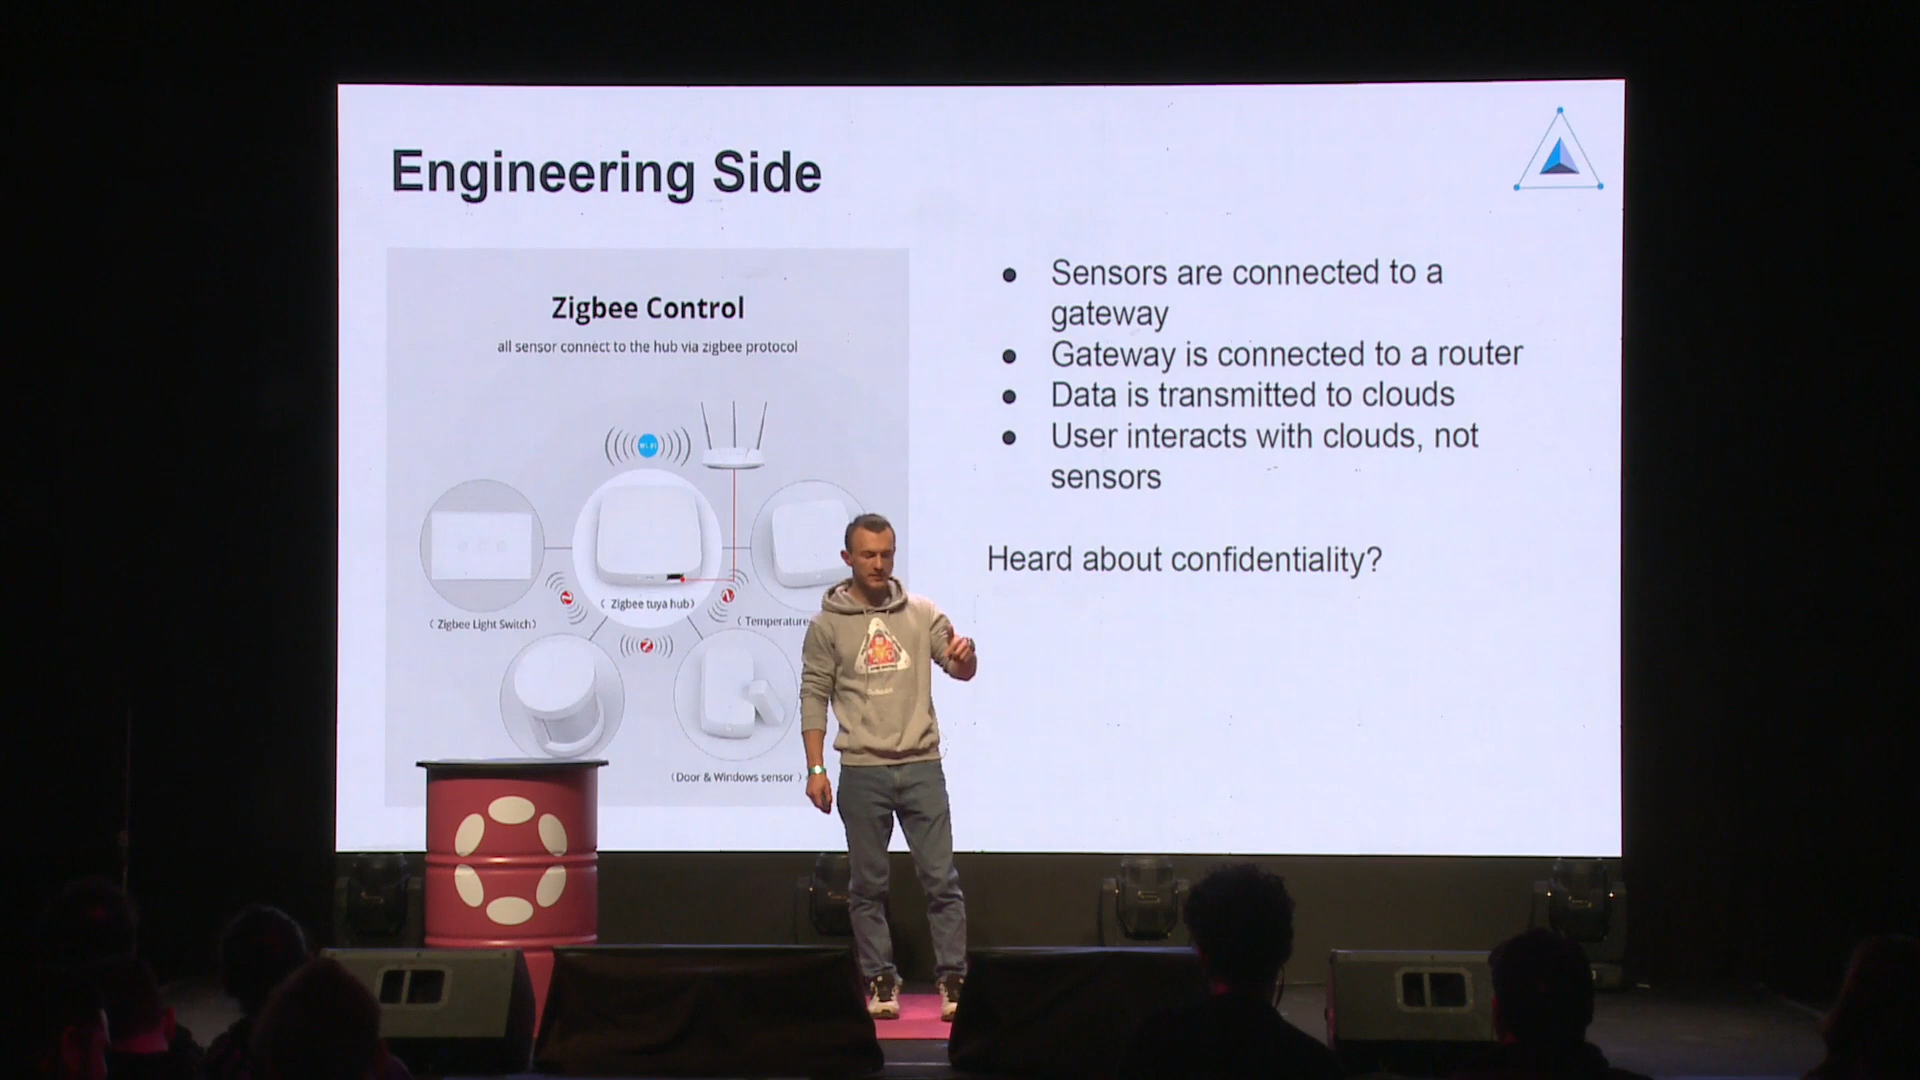 Engineering Side
Zigbee Control
all sensor connect to the hub via zigbee protocol
Wi-Fi
( Zigbee tuya hub)
( Zigbee Light Switch)
( Temperature
(Door & Windows sensor )
● Sensors are connected to a
gateway
● Gateway is connected to a router
● Data is transmitted to clouds
● User interacts with clouds, not
sensors
Heard about confidentiality?